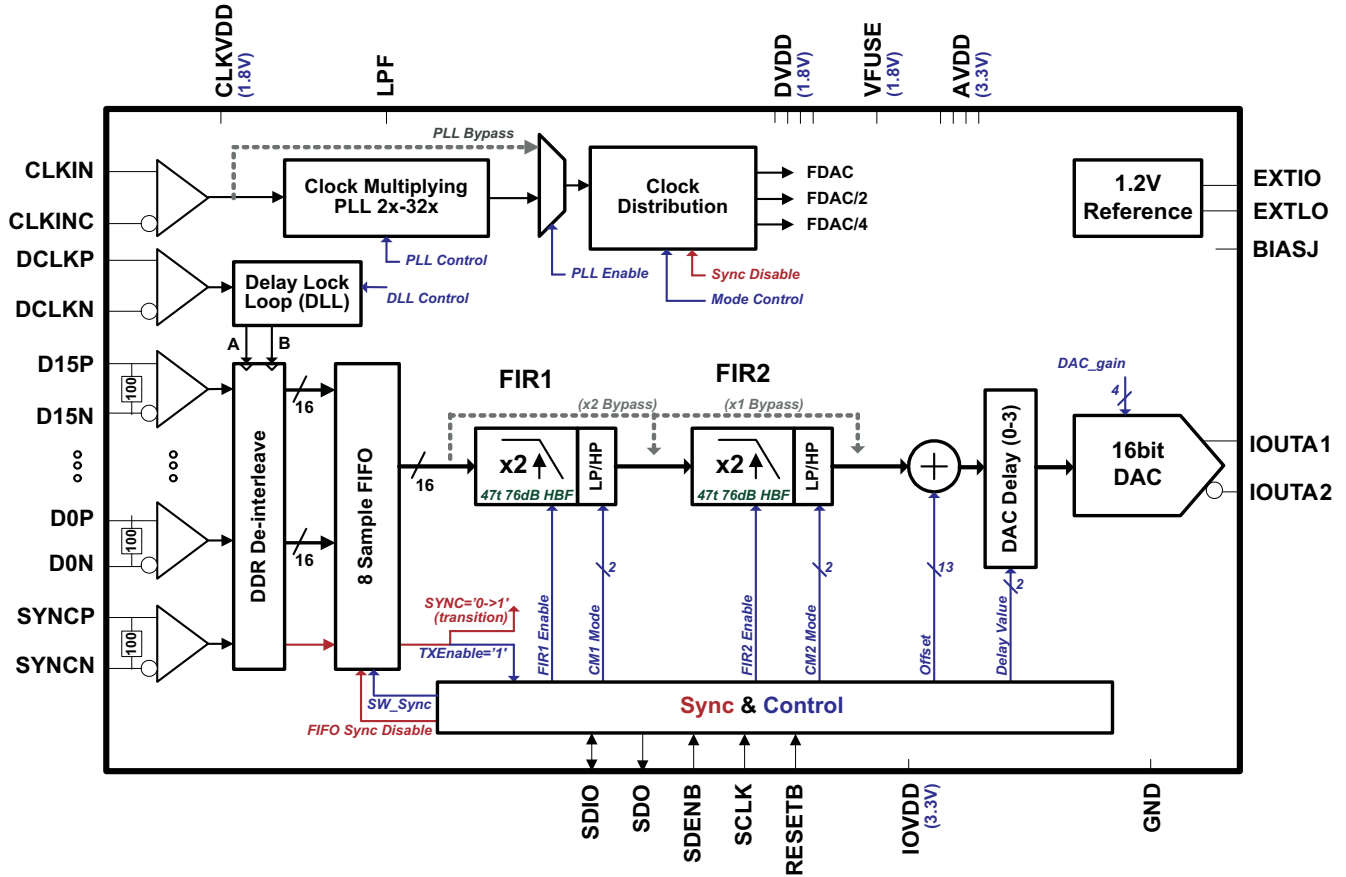 CLKVDD
(1.8V)
LPF
DVDD
(1.8V)
VFUSE
(1.8V)
AVDD
(3.3V)
PLL Bypass
CLKIN
CLKINC
Clock Multiplying
PLL 2x-32x
Clock
Distribution
FDAC
FDAC/2
FDAC/4
1.2V
Reference
EXTIO
EXTLO
BIASJ
PLL Control
PLL Enable
Sync Disable
Mode Control
DCLKP
DCLKN
Delay Lock
Loop (DLL)
DLL Control
A
B
D15P
100
D15N
DDR De-interleave
16
16
8 Sample FIFO
16
FIR1
FIR2
(x2 Bypass)
(x1 Bypass)
x2
LP/HP
47t 76dB HBF
x2
LP/HP
47t 76dB HBF
+
DAC Delay (0-3)
DAC_gain
4
16bit
DAC
IOUTA1
IOUTA2
D0P
100
D0N
SYNCP
100
SYNCN
SYNC='0->1'
(transition)
TXEnable='1'
FIR1 Enable
CM1 Mode
2
FIR2 Enable
CM2 Mode
2
Offset
13
Delay Value
2
SW_Sync
FIFO Sync Disable
Sync & Control
SDIO
SDO
SDENB
SCLK
RESETB
IOVDD
(3.3V)
GND